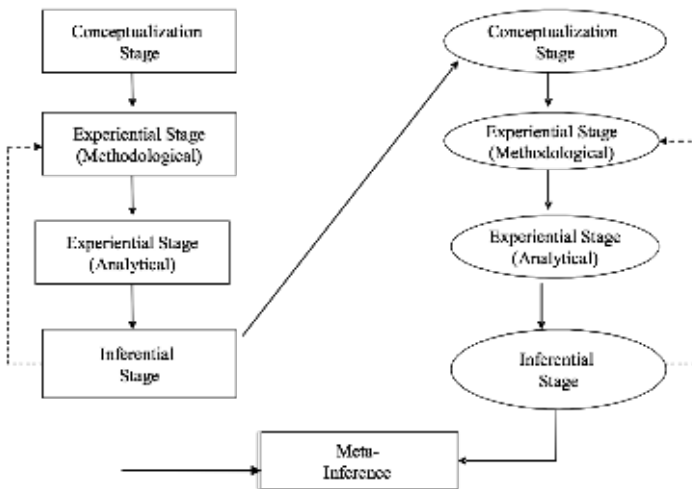 Conceptualization
Stage
Experiential Stage
(Methodological)
Experiential Stage
(Analytical)
Inferential
Stage
Conceptualization
Stage
Experiential Stage
(Methodological)
Experiential Stage
(Analytical)
Inferential
Stage
Meta-
Inference